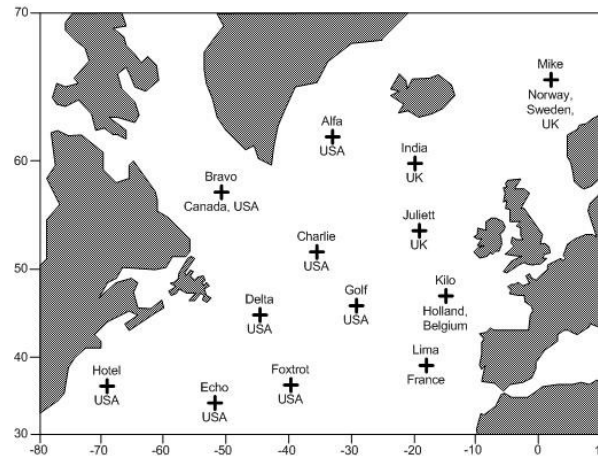 70
Mike
Norway,
Sweden,
UK
Alfa
USA
60
India
UK
Bravo
Canada, USA
Juliett
UK
Charlie
USA
50
Kilo
Holland,
Belgium
Golf
USA
Delta
USA
40
Lima
France
Hotel
USA
Foxtrot
USA
Echo
USA
30
-80 -70 -60 -50 -40 -30 -20 -10 0 10